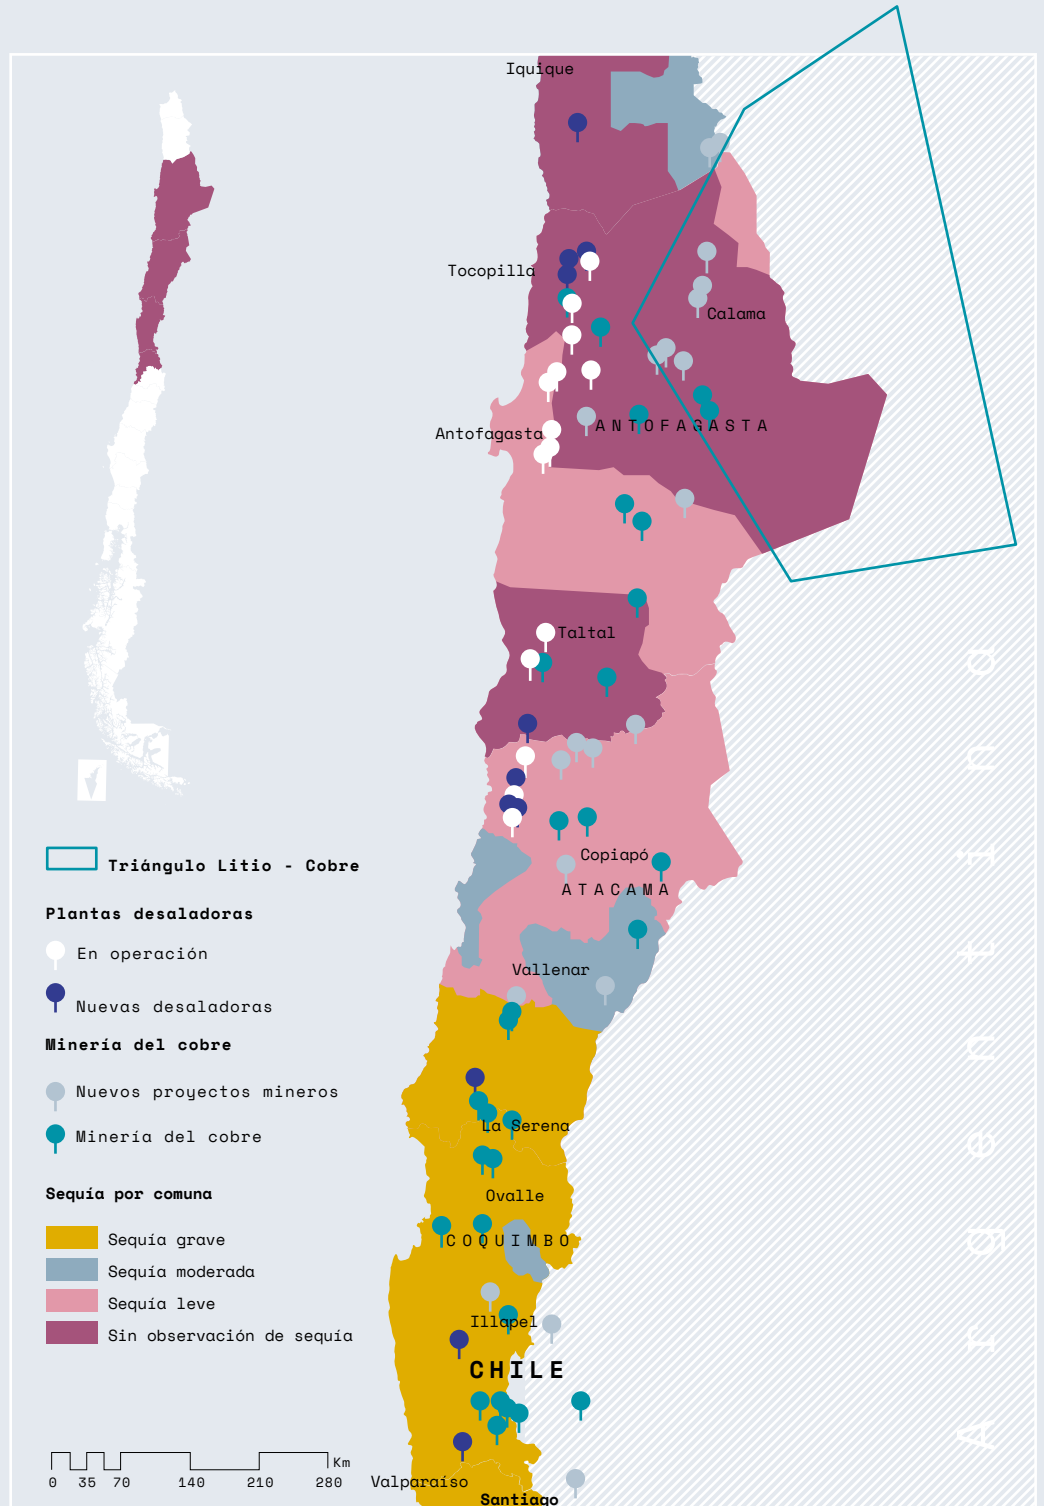 Iquique
Tocopilla
Calama
ANTOFAGASTA
Antofagasta
Taltal
Copiapó
ATACAMA
Vallenar
La Serena
Ovalle
COQUIMBO
Illapel
CHILE
Valparaíso
Santiago
Argentina
Triángulo Litio - Cobre
Plantas desaladoras
En operación
Nuevas desaladoras
Minería del cobre
Nuevos proyectos mineros
Minería del cobre
Sequía por comuna
Sequía grave
Sequía moderada
Sequía leve
Sin observación de sequía
Km
0 35 70 140 210 280